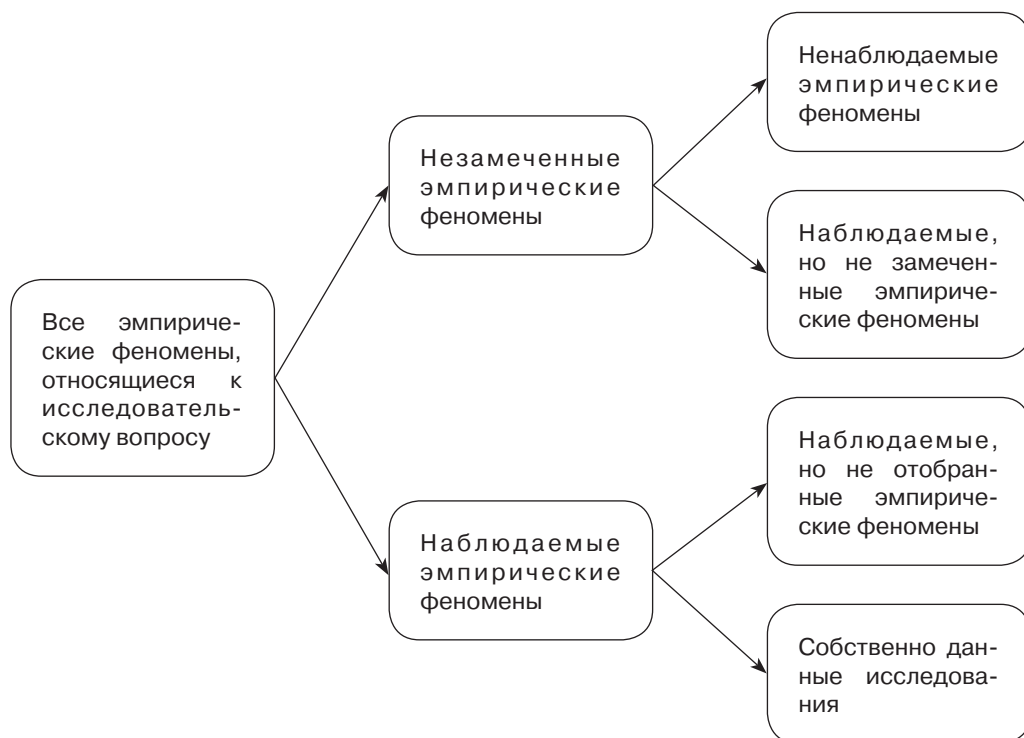 Все эмпириче-
ские феномены,
относящиеся к
исследователь-
скому вопросу
Незамеченные
эмпирические
феномены
Наблюдаемые
эмпирические
феномены
Ненаблюдаемые
эмпирические
феномены
Наблюдаемые,
но не замечен-
ные эмпириче-
ские феномены
Наблюдаемые,
но не отобран-
ные эмпириче-
ские феномены
Собственно дан-
ные исследова-
ния